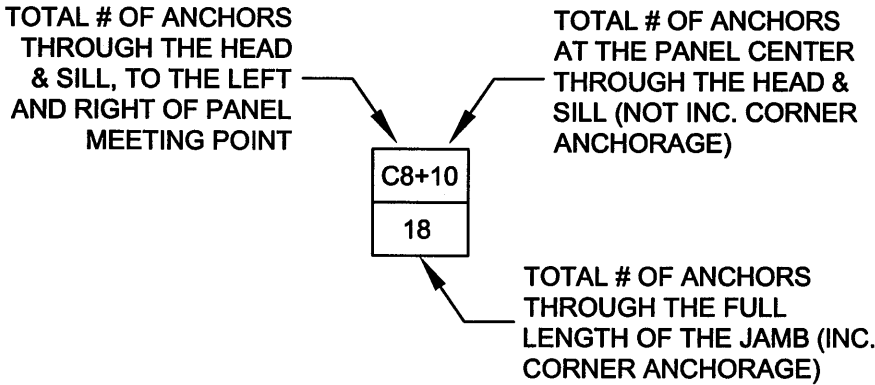 TOTAL # OF ANCHORS
THROUGH THE HEAD
& SILL, TO THE LEFT
AND RIGHT OF PANEL
MEETING POINT
TOTAL # OF ANCHORS
AT THE PANEL CENTER
THROUGH THE HEAD &
SILL (NOT INC. CORNER
ANCHORAGE)
C8+10
18
TOTAL # OF ANCHORS
THROUGH THE FULL
LENGTH OF THE JAMB (INC.
CORNER ANCHORAGE)